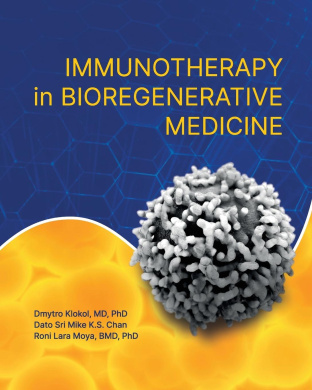 IMMUNOTHERAPY
in BIOREGENERATIVE
MEDICINE
Dmytro Klokol, MD, PhD
Dato Sri Mike K.S. Chan
Roni Lara Moya, BMD, PhD